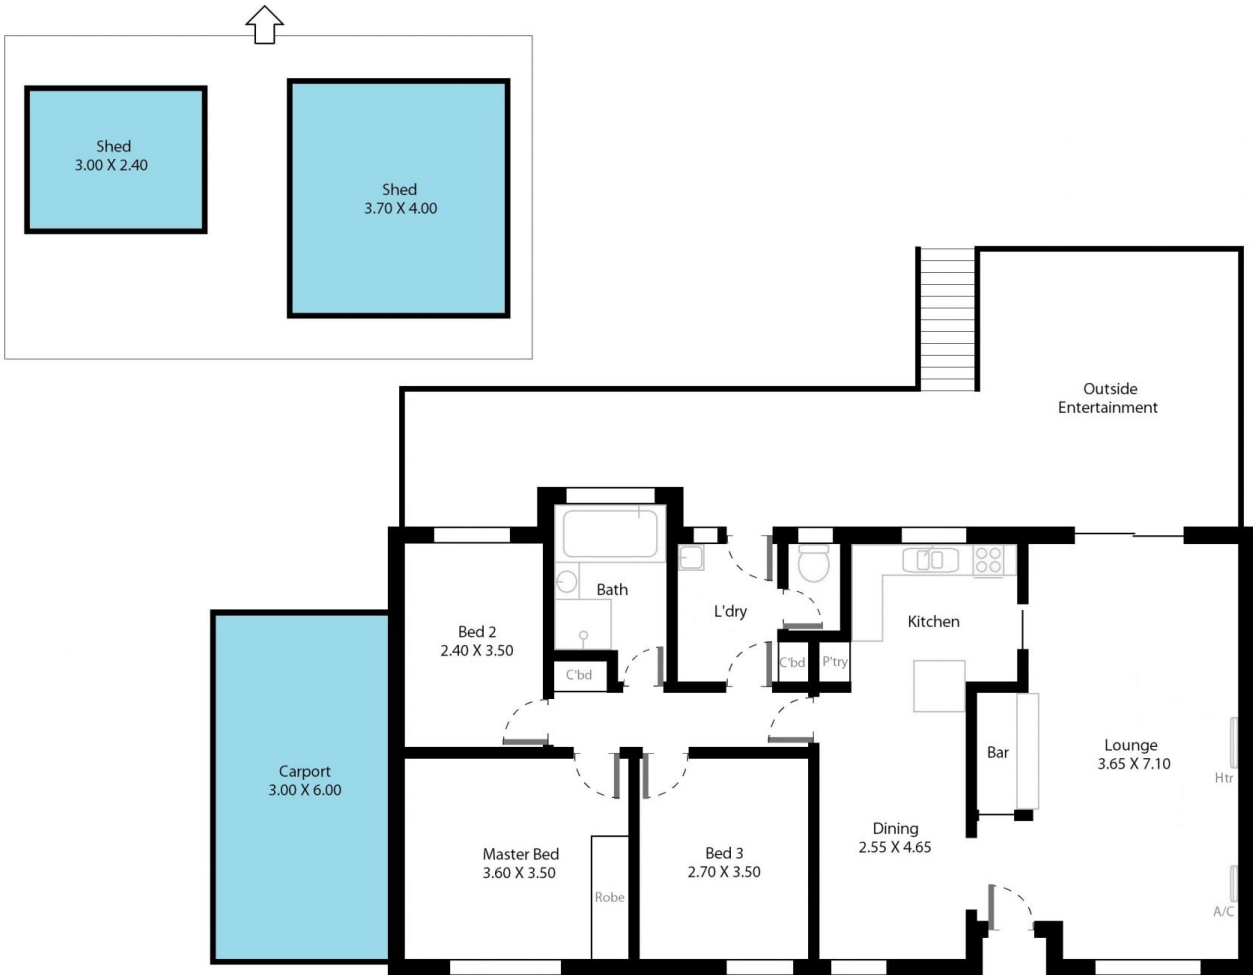 Shed
3.00 X 2.40
Shed
3.70 X 4.00
Outside
Entertainment
Bath
L'dry
Kitchen
Bed 2
2.40 X 3.50
C'bd
C'bd
P'try
Bar
Lounge
3.65 X 7.10
Htr
Carport
3.00 X 6.00
Master Bed
3.60 X 3.50
Robe
Bed 3
2.70 X 3.50
Dining
2.55 X 4.65
A/C